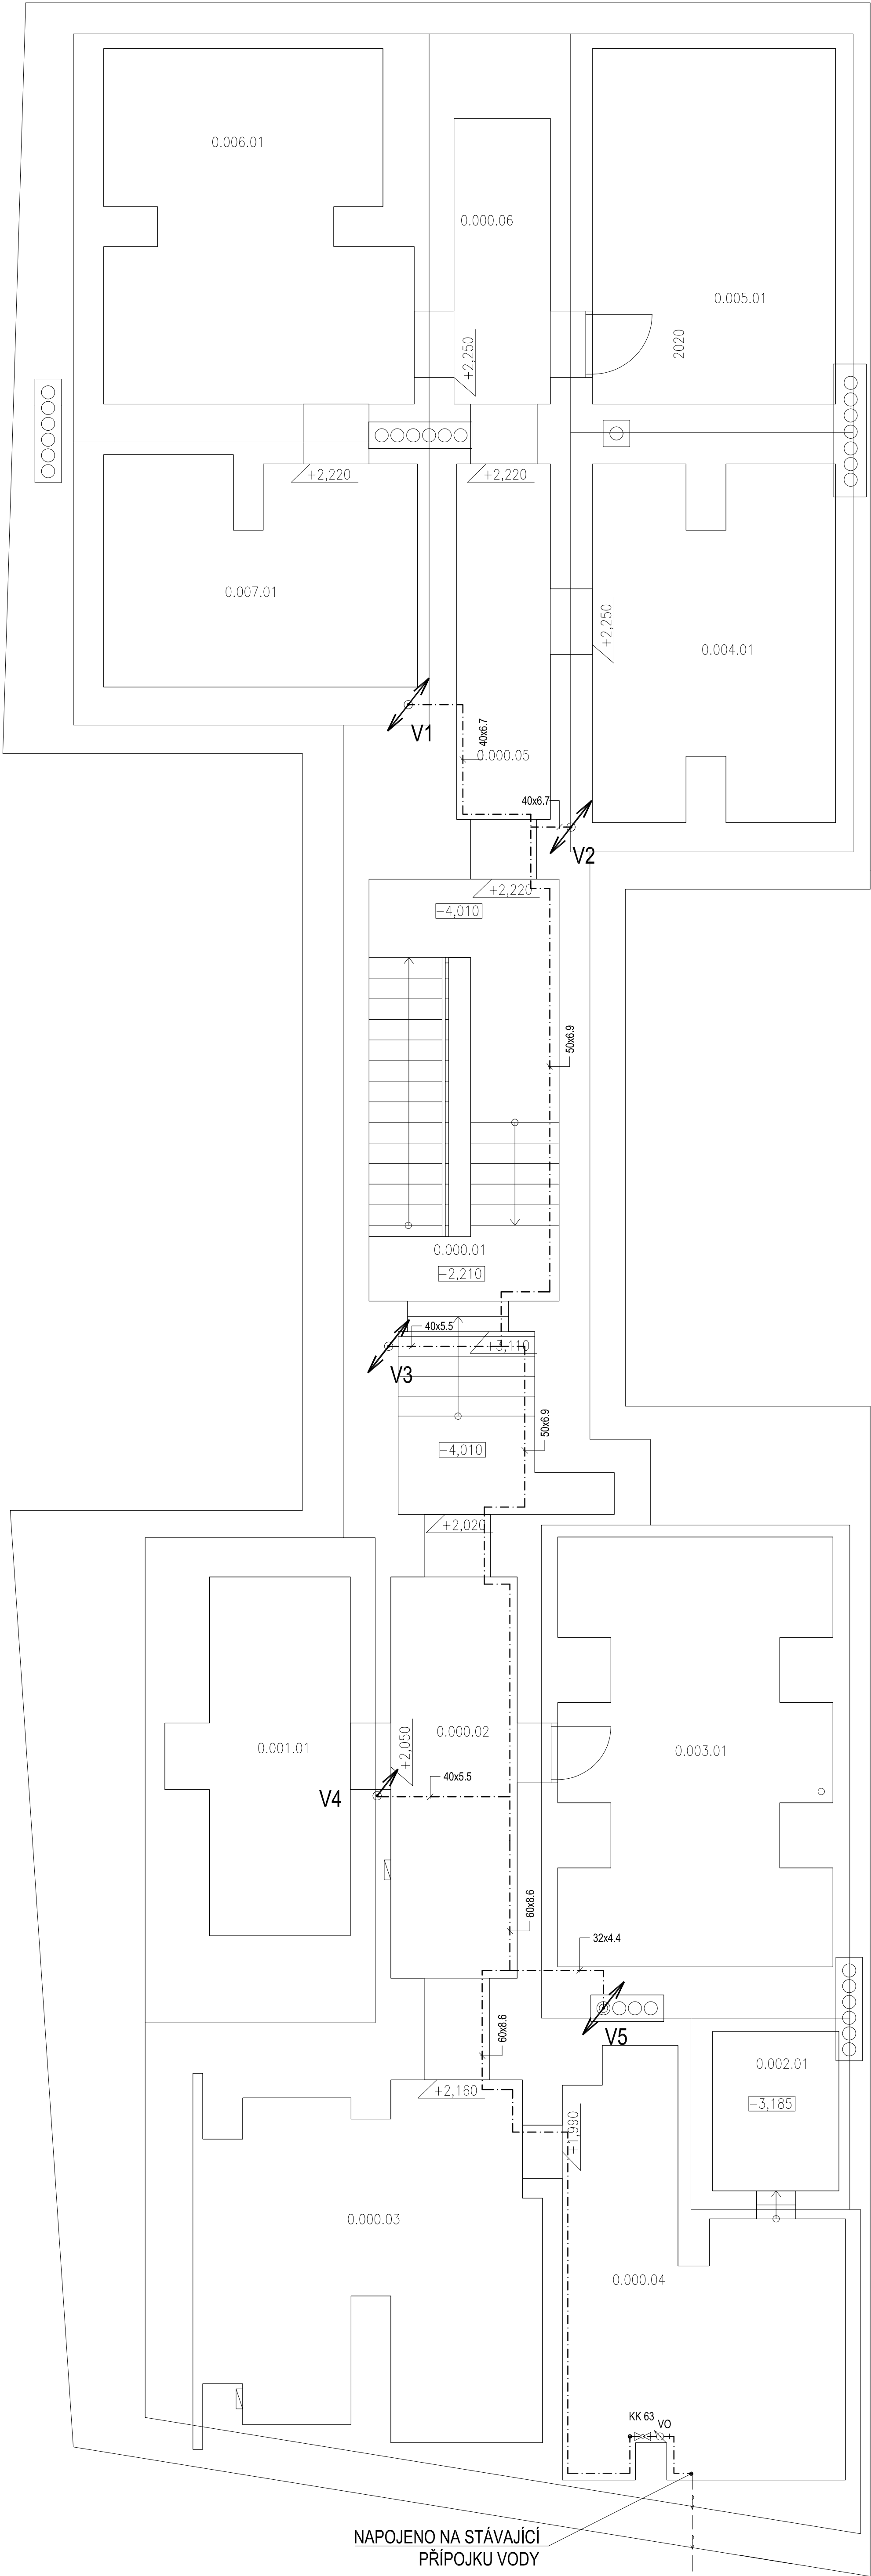 0.006.01
0.000.06
0.005.01
+2,250
2020
+2,220
+2,220
0.007.01
+2,250
0.004.01
V1
40x6.7
0.000.05
40x6.7
V2
+2,220
-4,010
50x6.9
0.000.01
-2,210
40x5.5
+3,110
V3
50x6.9
-4,010
+2,020
0.000.02
+2,050
0.001.01
0.003.01
40x5.5
V4
60x8.6
32x4.4
60x8.6
V5
0.002.01
+2,160
-3,185
+1,990
0.000.03
0.000.04
KK 63
VO
NAPOJENO NA STÁVAJÍCÍ
PŘÍPOJKU VODY